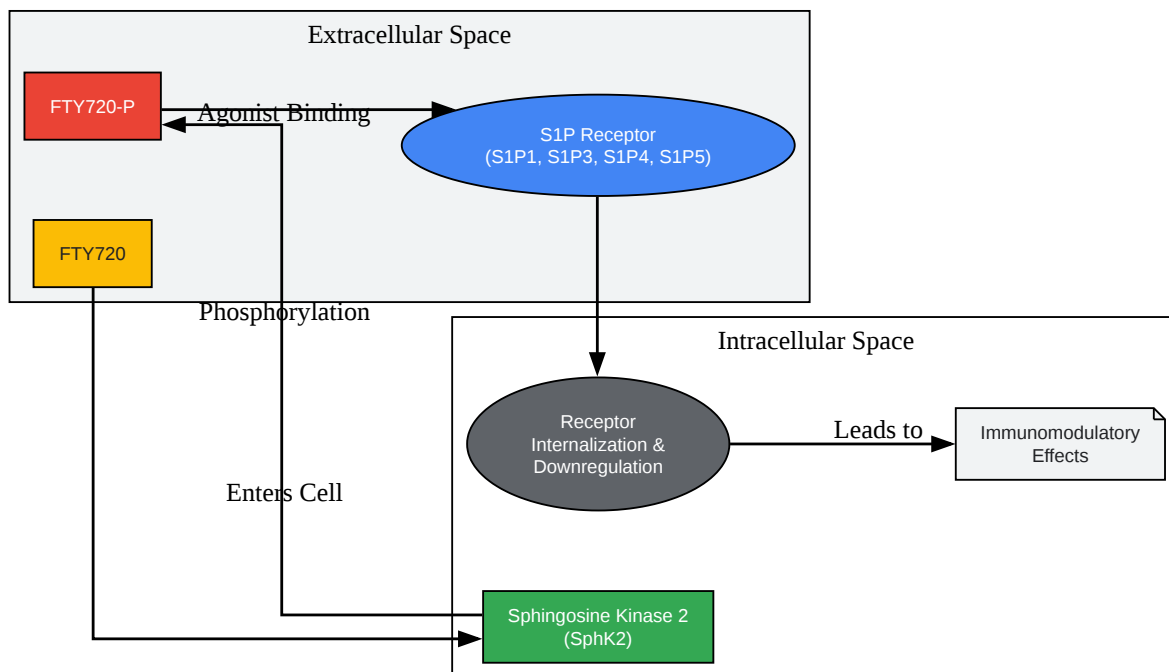 Extracellular Space
FTY720-P
Agonist Binding
S1P Receptor
(S1P1, S1P3, S1P4, S1P5)
FTY720
Phosphorylation
Intracellular Space
Receptor
Internalization &
Downregulation
Leads to
Immunomodulatory
Effects
Enters Cell
Sphingosine Kinase 2
(SphK2)